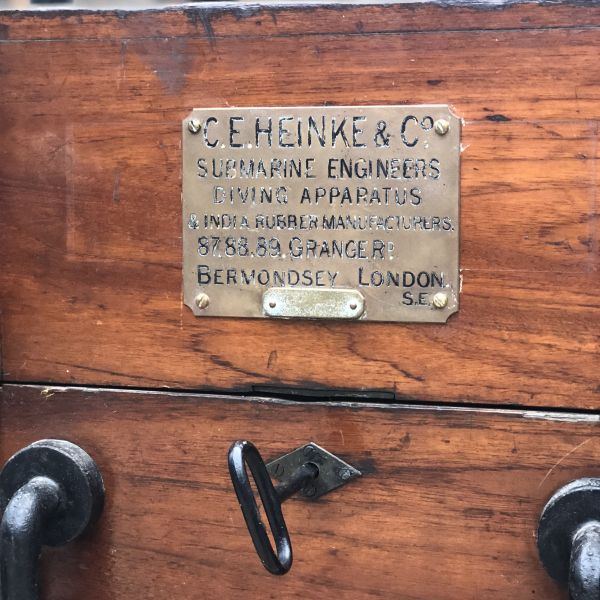 C.E. HEINKE & Cº.
SUBMARINE ENGINEERS
DIVING APPARATUS
& INDIA RUBBER MANUFACTURERS.
87.88.89. GRANGE Rᴰ.
BERMONDSEY LONDON.
S.E.